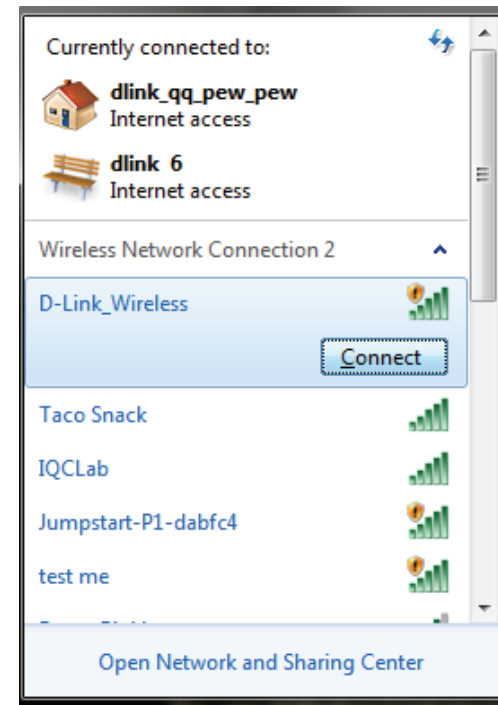 Currently connected to:
dlink_qq_pew_pew
Internet access
dlink 6
Internet access
Wireless Network Connection 2
D-Link_Wireless
Connect
Taco Snack
IQCLab
Jumpstart-P1-dabfc4
test me
Open Network and Sharing Center